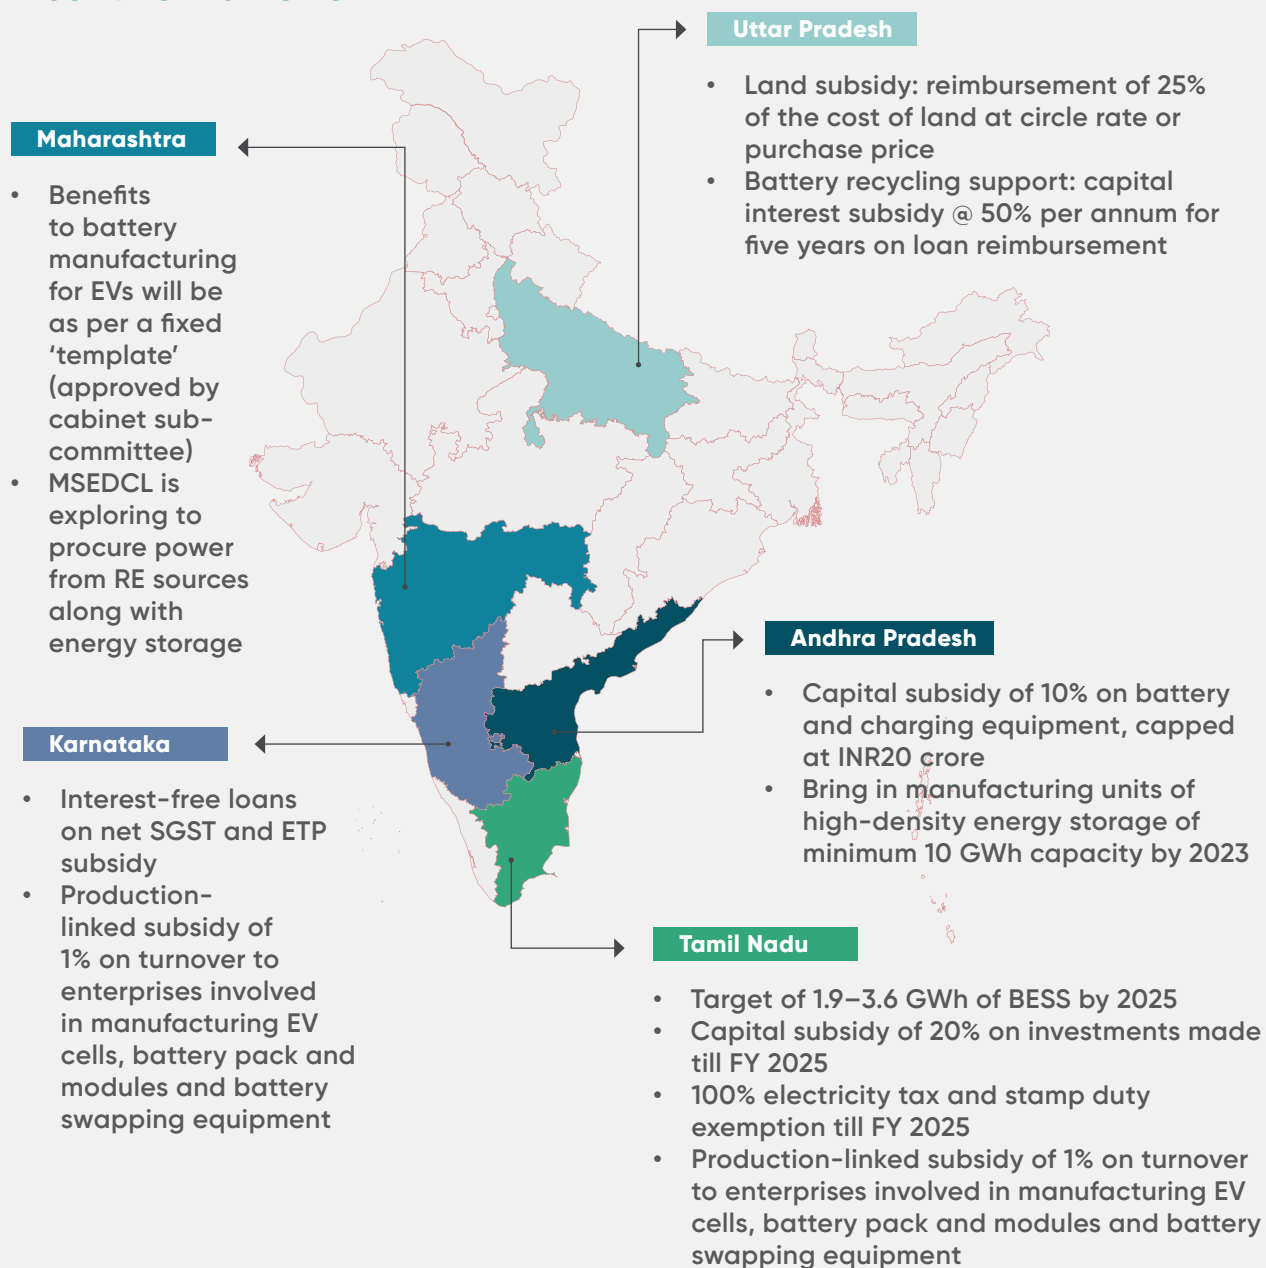 Uttar Pradesh
• Land subsidy: reimbursement of 25%
of the cost of land at circle rate or
purchase price
• Battery recycling support: capital
interest subsidy @ 50% per annum for
five years on loan reimbursement
Maharashtra
• Benefits
to battery
manufacturing
for EVs will be
as per a fixed
‘template’
(approved by
cabinet sub-
committee)
• MSEDCL is
exploring to
procure power
from RE sources
along with
energy storage
Andhra Pradesh
• Capital subsidy of 10% on battery
and charging equipment, capped
at INR20 crore
• Bring in manufacturing units of
high-density energy storage of
minimum 10 GWh capacity by 2023
Karnataka
• Interest-free loans
on net SGST and ETP
subsidy
• Production-
linked subsidy of
1% on turnover to
enterprises involved
in manufacturing EV
cells, battery pack and
modules and battery
swapping equipment
Tamil Nadu
• Target of 1.9–3.6 GWh of BESS by 2025
• Capital subsidy of 20% on investments made
till FY 2025
• 100% electricity tax and stamp duty
exemption till FY 2025
• Production-linked subsidy of 1% on turnover
to enterprises involved in manufacturing EV
cells, battery pack and modules and battery
swapping equipment